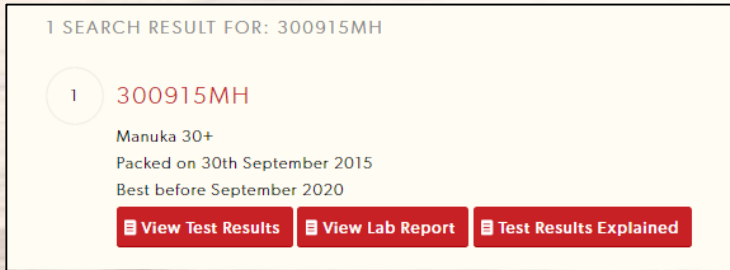 1 SEARCH RESULT FOR: 300915MH
1
300915MH
Manuka 30+
Packed on 30th September 2015
Best before September 2020
View Test Results View Lab Report Test Results Explained